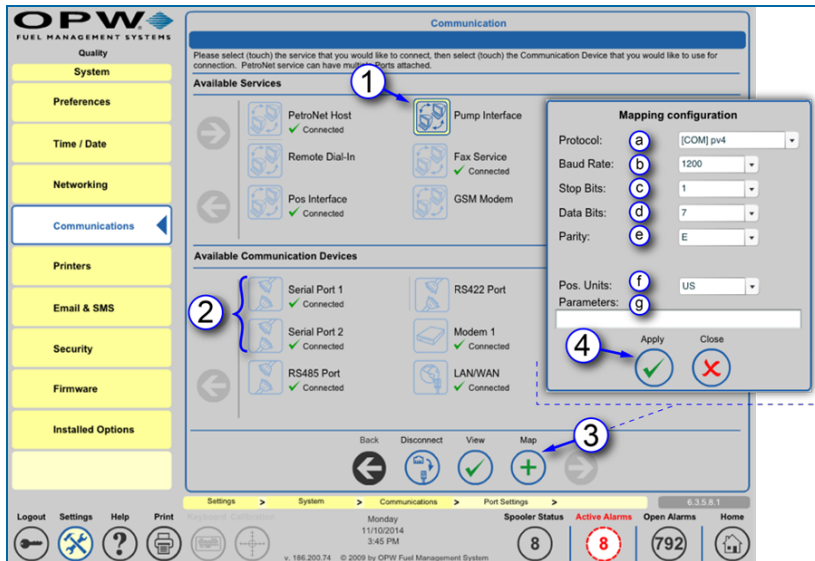 OPW
FUEL MANAGEMENT SYSTEMS
Quality
System
Preferences
Time / Date
Networking
Communications
Printers
Email & SMS
Security
Firmware
Installed Options
Communication
Please select (touch) the service that you would like to connect, then select (touch) the Communication Device that you would like to use for
connection. PetroNet service can have multiple Ports attached.
Available Services
1
PetroNet Host
Connected
Pump Interface
Remote Dial-In
Fax Service
Connected
Pos Interface
Connected
GSM Modem
Available Communication Devices
2
Serial Port 1
Connected
RS422 Port
Serial Port 2
Connected
Modem 1
Connected
RS485 Port
Connected
LAN/WAN
Connected
Mapping configuration
Protocol: a [COM] pv4
Baud Rate: b 1200
Stop Bits: c 1
Data Bits: d 7
Parity: e E
Pos. Units: f US
Parameters: g
4
Apply Close
3
Back Disconnect View Map
Settings > System > Communications > Port Settings >
6.3.5.8.1
Logout Settings Help Print
Keyboard Calibration
Monday
11/10/2014
3:45 PM
v. 186.200.74 © 2009 by OPW Fuel Management System
Spooler Status Active Alarms Open Alarms Home
8 8 792